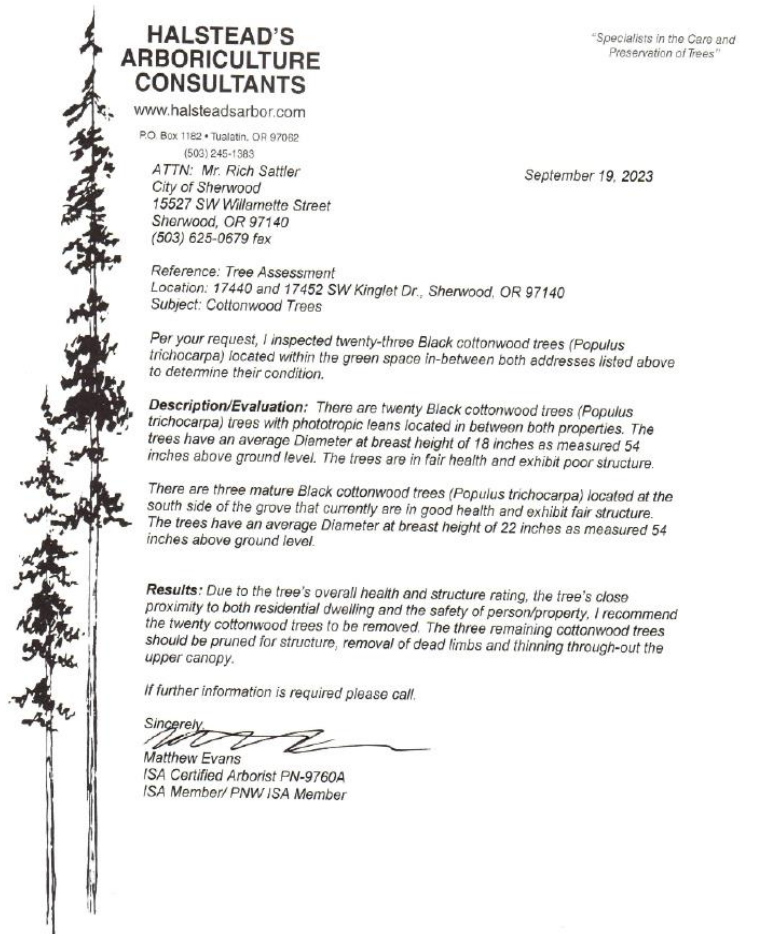 HALSTEAD'S
ARBORICULTURE
CONSULTANTS
"Specialists in the Care and
Preservation of Trees"
www.halsteadsarbor.com
P.O. Box 1182 • Tualatin, OR 97062
(503) 245-1383
ATTN: Mr. Rich Sattler
September 19, 2023
City of Sherwood
15527 SW Willamette Street
Sherwood, OR 97140
(503) 625-0679 fax
Reference: Tree Assessment
Location: 17440 and 17452 SW Kinglet Dr., Sherwood, OR 97140
Subject: Cottonwood Trees
Per your request, I inspected twenty-three Black cottonwood trees (Populus
trichocarpa) located within the green space in-between both addresses listed above
to determine their condition.
Description/Evaluation: There are twenty Black cottonwood trees (Populus
trichocarpa) trees with phototropic leans located in between both properties. The
trees have an average Diameter at breast height of 18 inches as measured 54
inches above ground level. The trees are in fair health and exhibit poor structure.
There are three mature Black cottonwood trees (Populus trichocarpa) located at the
south side of the grove that currently are in good health and exhibit fair structure.
The trees have an average Diameter at breast height of 22 inches as measured 54
inches above ground level.
Results: Due to the tree's overall health and structure rating, the tree's close
proximity to both residential dwelling and the safety of person/property, I recommend
the twenty cottonwood trees to be removed. The three remaining cottonwood trees
should be pruned for structure, removal of dead limbs and thinning through-out the
upper canopy.
If further information is required please call.
Sincerely,
Matthew Evans
ISA Certified Arborist PN-9760A
ISA Member/ PNW ISA Member